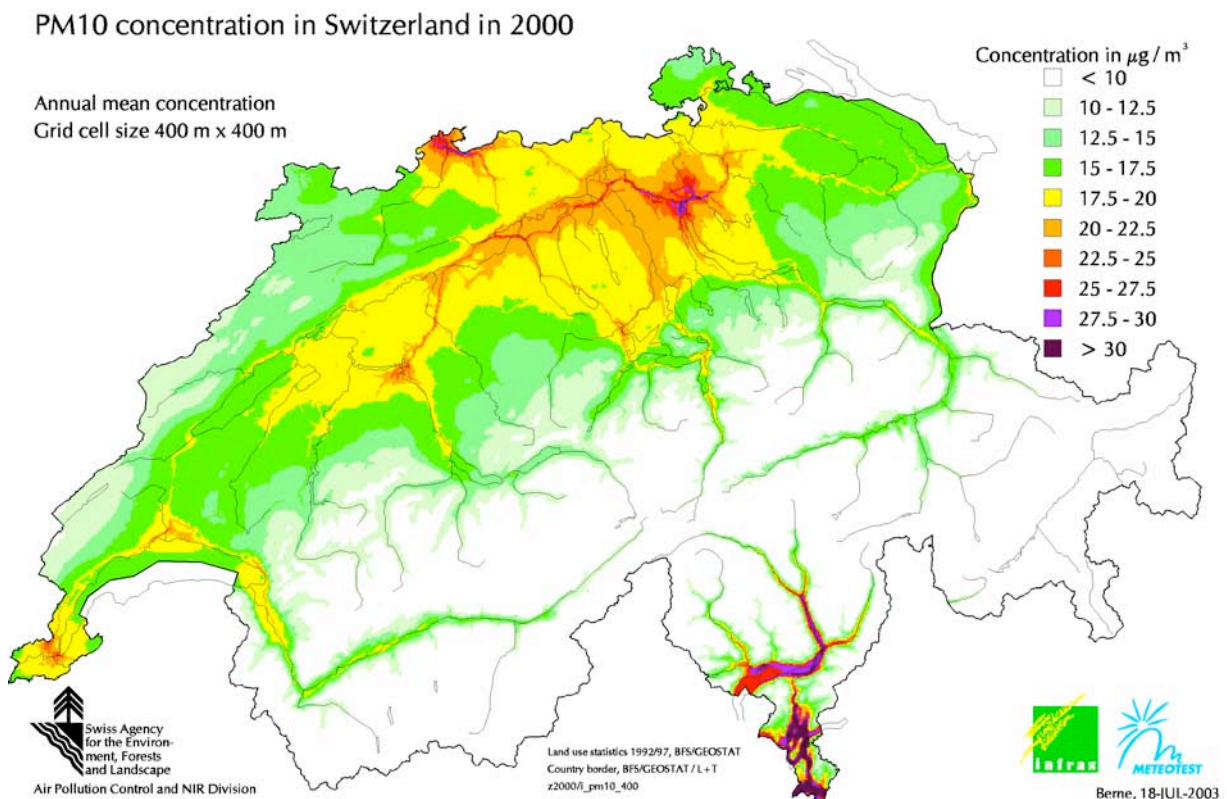 PM10 concentration in Switzerland in 2000
Annual mean concentration
Grid cell size 400 m x 400 m
Concentration in µg / m³
< 10
10 - 12.5
12.5 - 15
15 - 17.5
17.5 - 20
20 - 22.5
22.5 - 25
25 - 27.5
27.5 - 30
> 30
Swiss Agency
for the Environ-
ment, Forests
and Landscape
Air Pollution Control and NIR Division
Land use statistics 1992/97, BFS/GEOSTAT
Country border, BFS/GEOSTAT / L+T
z2000/i_pm10_400
infras
METEOTEST
Berne, 18-JUL-2003